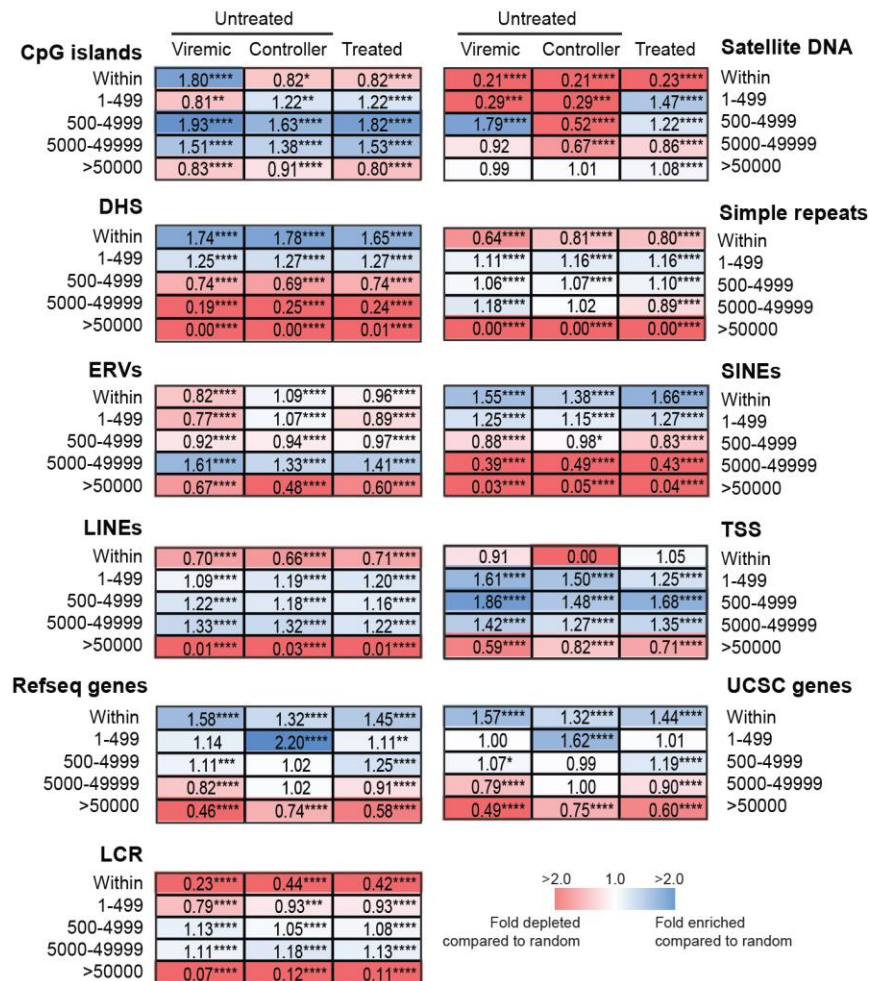 Untreated
Untreated
CpG islands Viremic Controller Treated
Viremic Controller Treated Satellite DNA
Within 1.80**** 0.82* 0.82****
1-499 0.81** 1.22** 1.22****
500-4999 1.93**** 1.63**** 1.82****
5000-49999 1.51**** 1.38**** 1.53****
>50000 0.83**** 0.91**** 0.80****
0.21**** 0.21**** 0.23**** Within
0.29*** 0.29*** 1.47**** 1-499
1.79**** 0.52**** 1.22**** 500-4999
0.92 0.67**** 0.86**** 5000-49999
0.99 1.01 1.08**** >50000
DHS
Within 1.74**** 1.78**** 1.65****
1-499 1.25**** 1.27**** 1.27****
500-4999 0.74**** 0.69**** 0.74****
5000-49999 0.19**** 0.25**** 0.24****
>50000 0.00**** 0.00**** 0.01****
Simple repeats
0.64**** 0.81**** 0.80**** Within
1.11**** 1.16**** 1.16**** 1-499
1.06**** 1.07**** 1.10**** 500-4999
1.18**** 1.02 0.89**** 5000-49999
0.00**** 0.00**** 0.00**** >50000
ERVs
Within 0.82**** 1.09**** 0.96****
1-499 0.77**** 1.07**** 0.89****
500-4999 0.92**** 0.94**** 0.97****
5000-49999 1.61**** 1.33**** 1.41****
>50000 0.67**** 0.48**** 0.60****
SINEs
1.55**** 1.38**** 1.66**** Within
1.25**** 1.15**** 1.27**** 1-499
0.88**** 0.98* 0.83**** 500-4999
0.39**** 0.49**** 0.43**** 5000-49999
0.03**** 0.05**** 0.04**** >50000
LINEs
Within 0.70**** 0.66**** 0.71****
1-499 1.09**** 1.19**** 1.20****
500-4999 1.22**** 1.18**** 1.16****
5000-49999 1.33**** 1.32**** 1.22****
>50000 0.01**** 0.03**** 0.01****
TSS
0.91 0.00 1.05 Within
1.61**** 1.50**** 1.25**** 1-499
1.86**** 1.48**** 1.68**** 500-4999
1.42**** 1.27**** 1.35**** 5000-49999
0.59**** 0.82**** 0.71**** >50000
Refseq genes
Within 1.58**** 1.32**** 1.45****
1-499 1.14 2.20**** 1.11**
500-4999 1.11*** 1.02 1.25****
5000-49999 0.82**** 1.02 0.91****
>50000 0.46**** 0.74**** 0.58****
UCSC genes
1.57**** 1.32**** 1.44**** Within
1.00 1.62**** 1.01 1-499
1.07* 0.99 1.19**** 500-4999
0.79**** 1.00 0.90**** 5000-49999
0.49**** 0.75**** 0.60**** >50000
LCR
Within 0.23**** 0.44**** 0.42****
1-499 0.79**** 0.93*** 0.93****
500-4999 1.13**** 1.05**** 1.08****
5000-49999 1.11**** 1.18**** 1.13****
>50000 0.07**** 0.12**** 0.11****
>2.0 1.0 >2.0
Fold depleted Fold enriched
compared to random compared to random